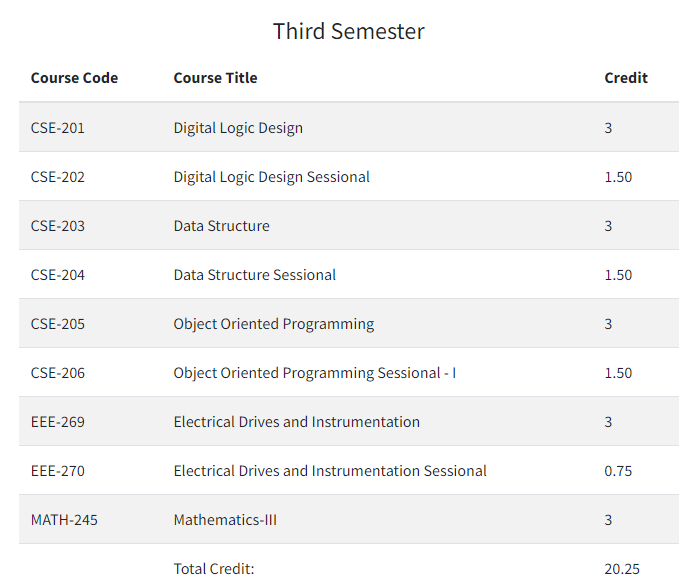 Third Semester
Course Code Course Title Credit
CSE-201 Digital Logic Design 3
CSE-202 Digital Logic Design Sessional 1.50
CSE-203 Data Structure 3
CSE-204 Data Structure Sessional 1.50
CSE-205 Object Oriented Programming 3
CSE-206 Object Oriented Programming Sessional - I 1.50
EEE-269 Electrical Drives and Instrumentation 3
EEE-270 Electrical Drives and Instrumentation Sessional 0.75
MATH-245 Mathematics-III 3
Total Credit: 20.25